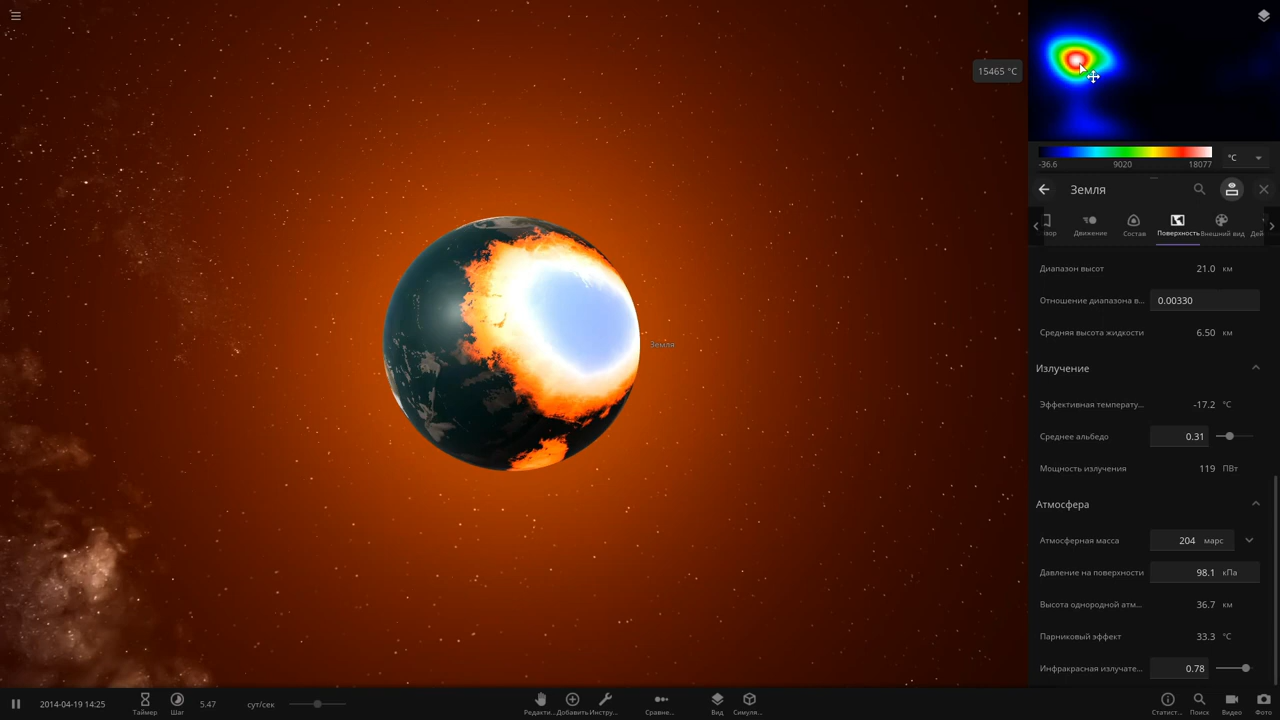 15465 °C
-36.6 9020 18077 °C
Земля
зор Движение Состав Поверхность Внешний вид Дей
Диапазон высот 21.0 км
Отношение диапазона в... 0.00330
Средняя высота жидкости 6.50 км
Излучение
Эффективная температу... -17.2 °C
Среднее альбедо 0.31
Мощность излучения 119 ПВт
Атмосфера
Атмосферная масса 204 марс
Давление на поверхности 98.1 кПа
Высота однородной атм... 36.7 км
Парниковый эффект 33.3 °C
Инфракрасная излучате... 0.78
Земля
2014-04-19 14:25 Таймер Шаг 5.47 сут/сек Редакти... Добавить Инстру... Сравне... Вид Симуля... Статист... Поиск Видео Фото